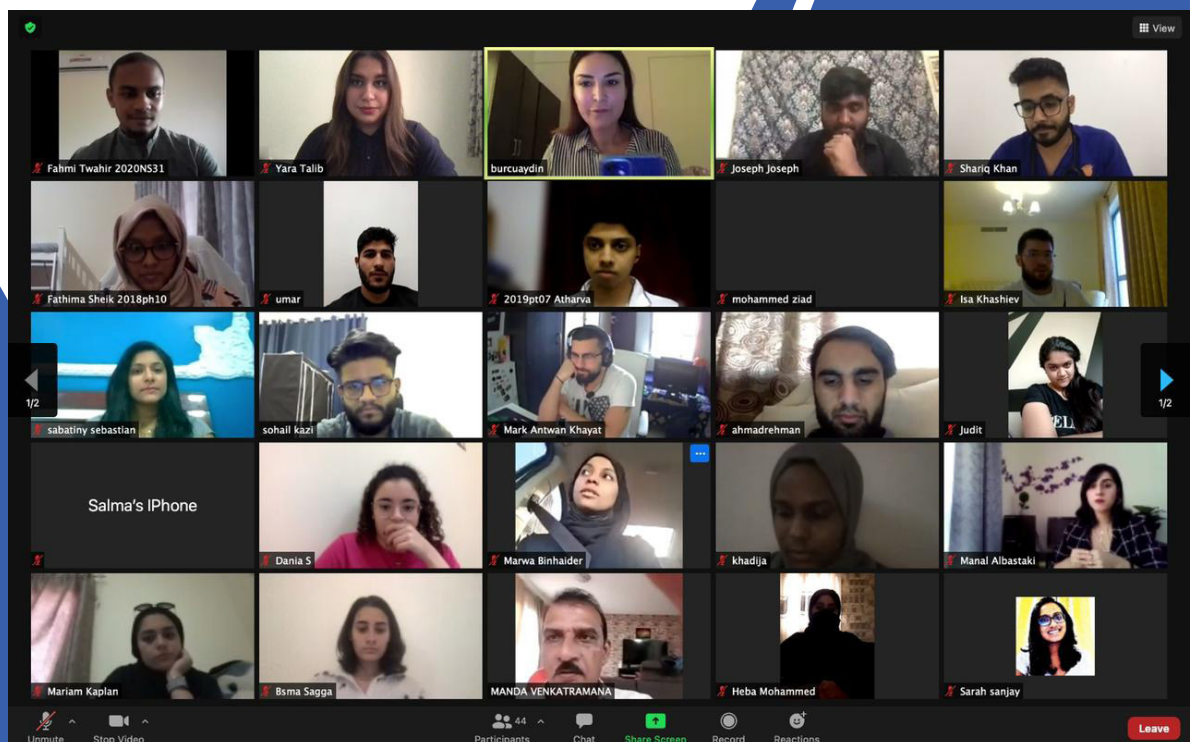 View
Fahmi Twahir 2020NS31
Yara Talib
burcuaydin
Joseph Joseph
Shariq Khan
Fathima Sheik 2018ph10
umar
2019pt07 Atharva
mohammed ziad
Isa Khashiev
1/2
sabatiny sebastian
sohail kazi
Mark Antwan Khayat
ahmadrehman
Judit
1/2
Salma's IPhone
Dania S
Marwa Binhaider
khadija
Manal Albastaki
Mariam Kaplan
Bsma Sagga
MANDA VENKATRAMANA
Heba Mohammed
Sarah sanjay
Unmute
Stop Video
44
Participants
Chat
Share Screen
Record
Reactions
Leave